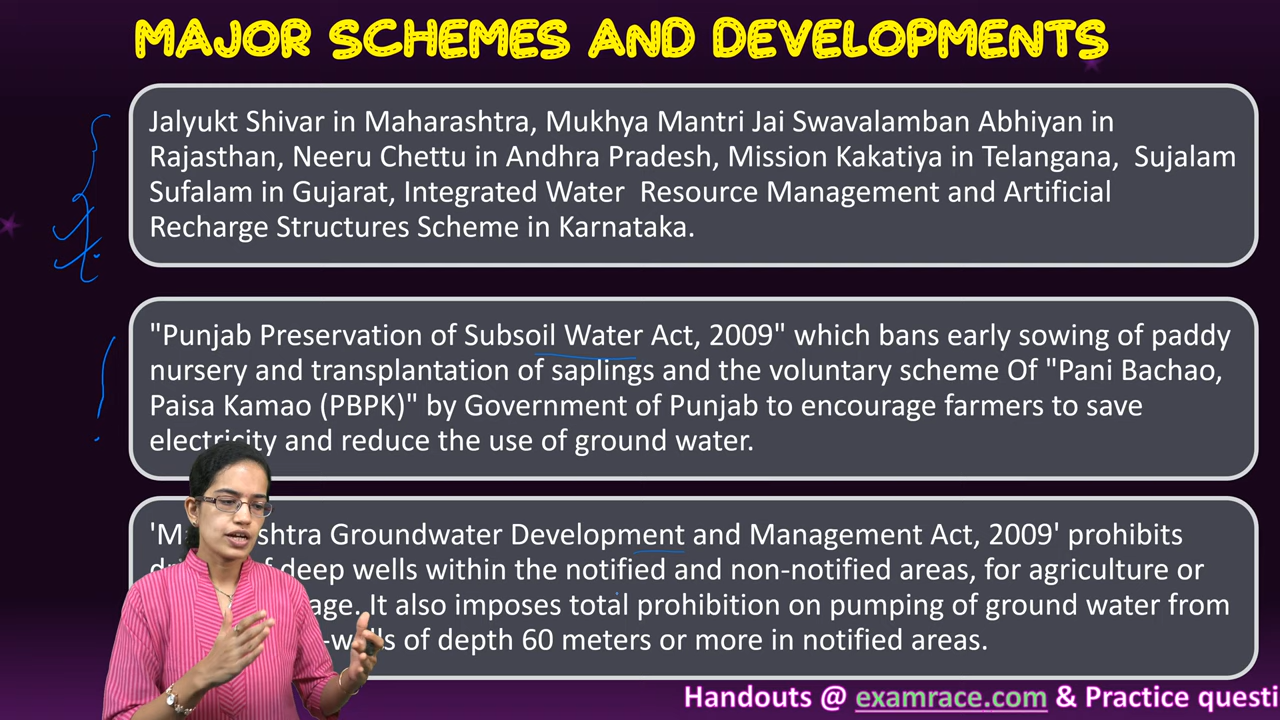 MAJOR SCHEMES AND DEVELOPMENTS
Jalyukt Shivar in Maharashtra, Mukhya Mantri Jai Swavalamban Abhiyan in
Rajasthan, Neeru Chettu in Andhra Pradesh, Mission Kakatiya in Telangana, Sujalam
Sufalam in Gujarat, Integrated Water Resource Management and Artificial
Recharge Structures Scheme in Karnataka.
"Punjab Preservation of Subsoil Water Act, 2009" which bans early sowing of paddy
nursery and transplantation of saplings and the voluntary scheme Of "Pani Bachao,
Paisa Kamao (PBPK)" by Government of Punjab to encourage farmers to save
electricity and reduce the use of ground water.
Groundwater Development and Management Act, 2009' prohibits
deep wells within the notified and non-notified areas, for agriculture or
It also imposes total prohibition on pumping of ground water from
of depth 60 meters or more in notified areas.
Handouts @ examrace.com & Practice questi